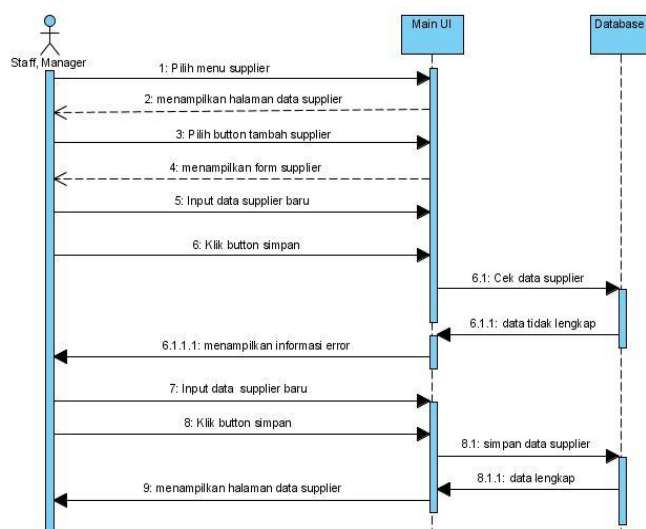 Main UI
Database
Staff, Manager
1: Pilih menu supplier
2: menampilkan halaman data supplier
3: Pilih button tambah supplier
4: menampilkan form supplier
5: Input data supplier baru
6: Klik button simpan
6.1: Cek data supplier
6.1.1: data tidak lengkap
6.1.1.1: menampilkan informasi error
7: Input data supplier baru
8: Klik button simpan
8.1: simpan data supplier
8.1.1: data lengkap
9: menampilkan halaman data supplier